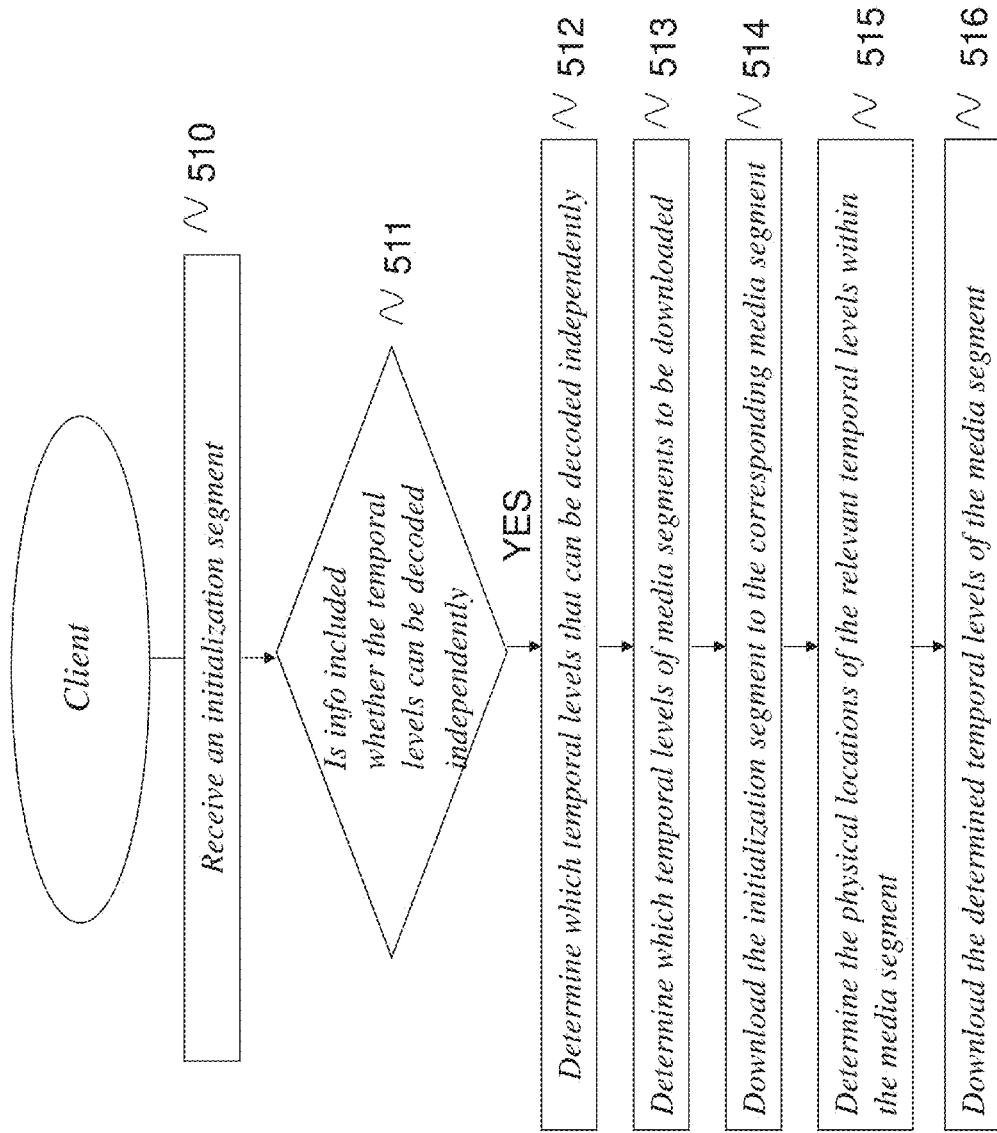 Client
Receive an initialization segment
510
Is info included
whether the temporal
levels can be decoded
independently
511
YES
Determine which temporal levels that can be decoded independently
512
Determine which temporal levels of media segments to be downloaded
513
Download the initialization segment to the corresponding media segment
514
Determine the physical locations of the relevant temporal levels within
the media segment
515
Download the determined temporal levels of the media segment
516